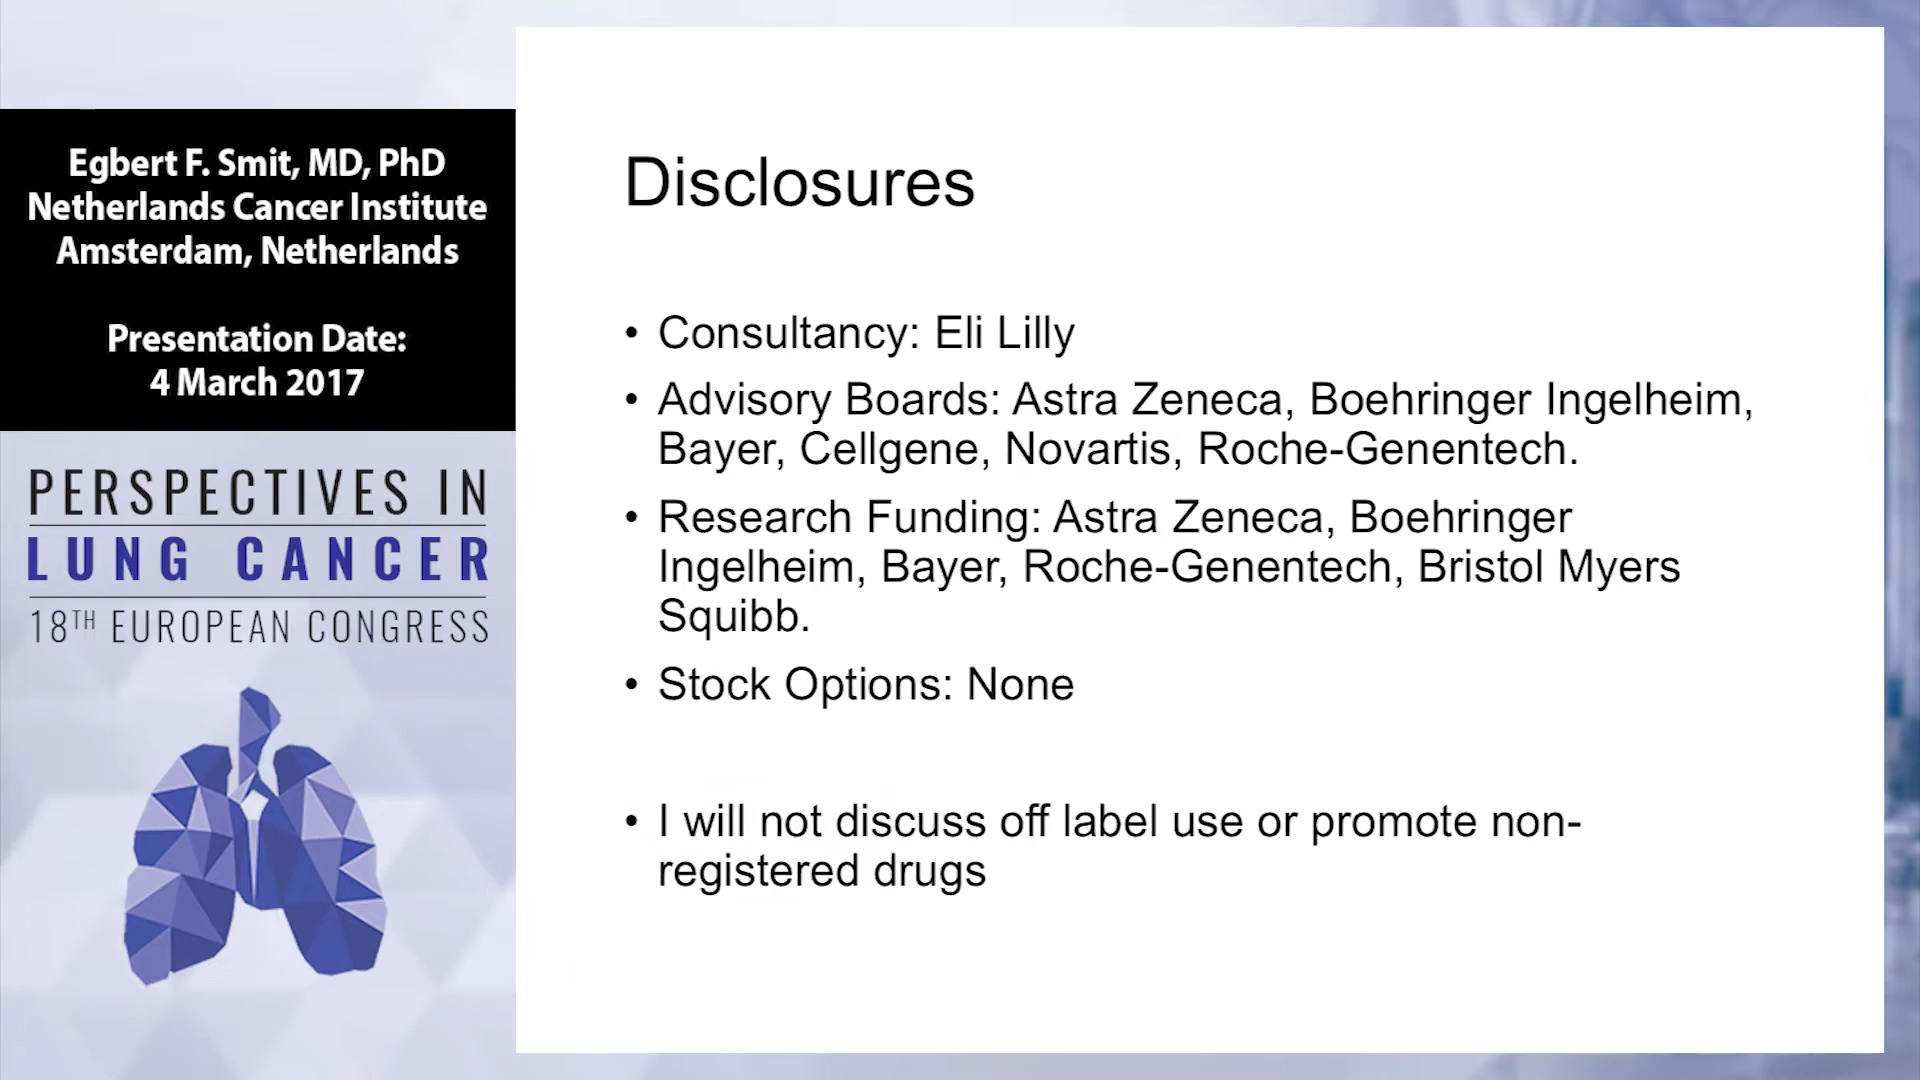 Egbert F. Smit, MD, PhD
Netherlands Cancer Institute
Amsterdam, Netherlands
Presentation Date:
4 March 2017
PERSPECTIVES IN
LUNG CANCER
18TH EUROPEAN CONGRESS
Disclosures
• Consultancy: Eli Lilly
• Advisory Boards: Astra Zeneca, Boehringer Ingelheim,
Bayer, Cellgene, Novartis, Roche-Genentech.
• Research Funding: Astra Zeneca, Boehringer
Ingelheim, Bayer, Roche-Genentech, Bristol Myers
Squibb.
• Stock Options: None
• I will not discuss off label use or promote non-
registered drugs